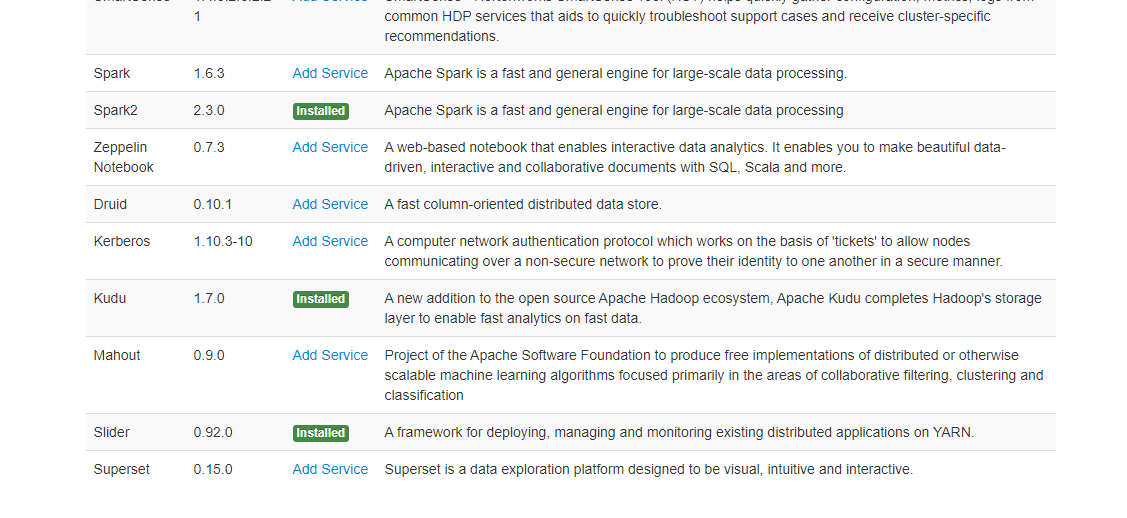 1
common HDP services that aids to quickly troubleshoot support cases and receive cluster-specific
recommendations.
Spark 1.6.3 Add Service Apache Spark is a fast and general engine for large-scale data processing.
Spark2 2.3.0 Installed Apache Spark is a fast and general engine for large-scale data processing
Zeppelin 0.7.3 Add Service A web-based notebook that enables interactive data analytics. It enables you to make beautiful data-
Notebook driven, interactive and collaborative documents with SQL, Scala and more.
Druid 0.10.1 Add Service A fast column-oriented distributed data store.
Kerberos 1.10.3-10 Add Service A computer network authentication protocol which works on the basis of 'tickets' to allow nodes
communicating over a non-secure network to prove their identity to one another in a secure manner.
Kudu 1.7.0 Installed A new addition to the open source Apache Hadoop ecosystem, Apache Kudu completes Hadoop's storage
layer to enable fast analytics on fast data.
Mahout 0.9.0 Add Service Project of the Apache Software Foundation to produce free implementations of distributed or otherwise
scalable machine learning algorithms focused primarily in the areas of collaborative filtering, clustering and
classification
Slider 0.92.0 Installed A framework for deploying, managing and monitoring existing distributed applications on YARN.
Superset 0.15.0 Add Service Superset is a data exploration platform designed to be visual, intuitive and interactive.